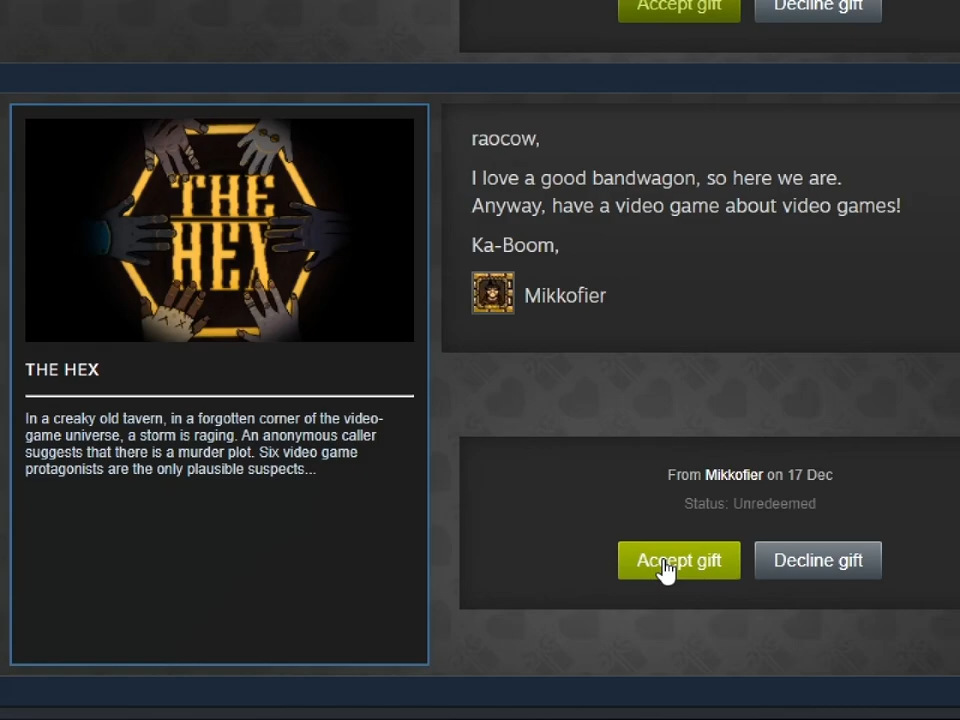 Accept gift
Decline gift
THE
HEX
THE HEX
In a creaky old tavern, in a forgotten corner of the video-
game universe, a storm is raging. An anonymous caller
suggests that there is a murder plot. Six video game
protagonists are the only plausible suspects...
raocow,
I love a good bandwagon, so here we are.
Anyway, have a video game about video games!
Ka-Boom,
Mikkofier
From Mikkofier on 17 Dec
Status: Unredeemed
Accept gift
Decline gift